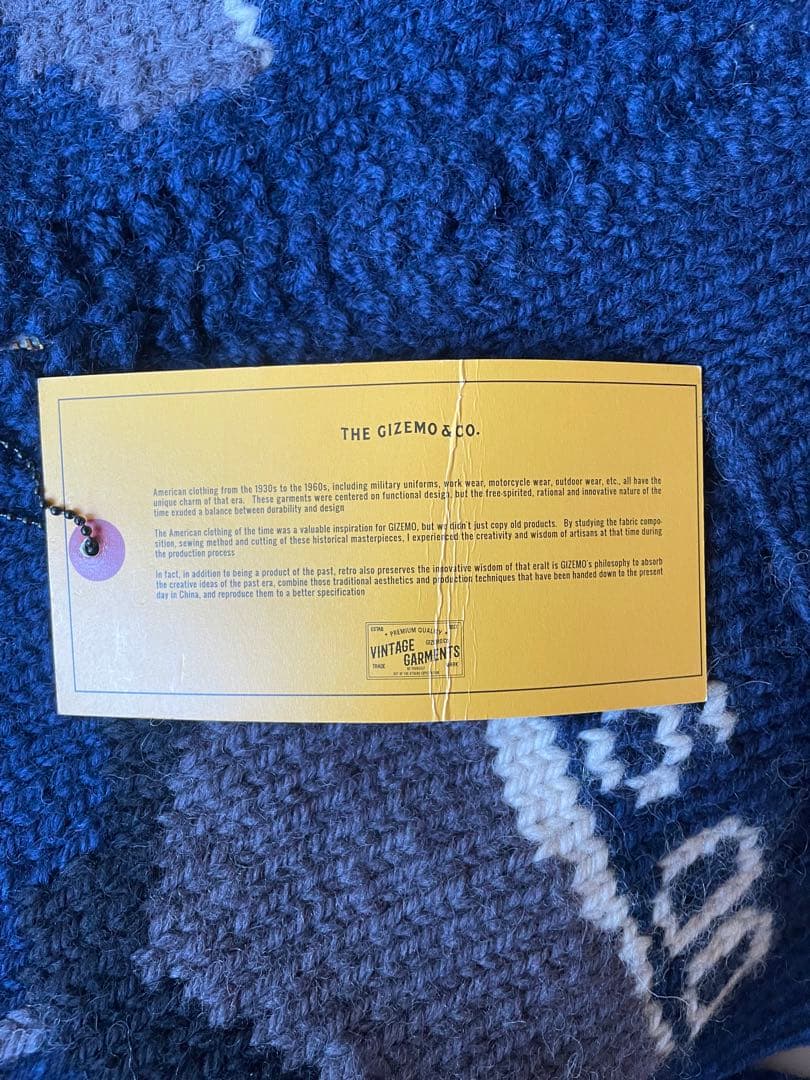 THE GIZEMO & CO.
American clothing from the 1930s to the 1960s, including military uniforms, work wear, motorcycle wear, outdoor wear, etc., all have the
unique charm of that era. These garments were centered on functional design, but the free-spirited, rational and innovative nature of the
time exuded a balance between durability and design
The American clothing of the time was a valuable inspiration for GIZEMO, but we didn't just copy old products. By studying the fabric compo-
sition, sewing method and cutting of these historical masterpieces, I experienced the creativity and wisdom of artisans at that time during
the production process
In fact, in addition to being a product of the past, retro also preserves the innovative wisdom of that eraIt is GIZEMO's philosophy to absorb
the creative ideas of the past era, combine those traditional aesthetics and production techniques that have been handed down to the present
day in China, and reproduce them to a better specification
PREMIUM QUALITY
VINTAGE
GARMENTS
TRADE MARK